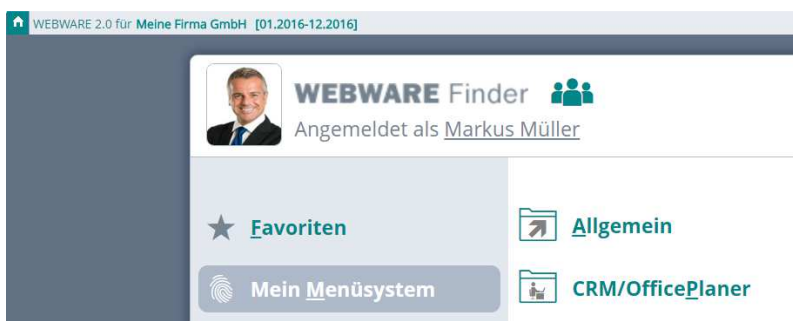 WEBWARE 2.0 für Meine Firma GmbH [01.2016-12.2016]
WEBWARE Finder
Angemeldet als Markus Müller
Favoriten
Allgemein
Mein Menüsystem
CRM/OfficePlaner